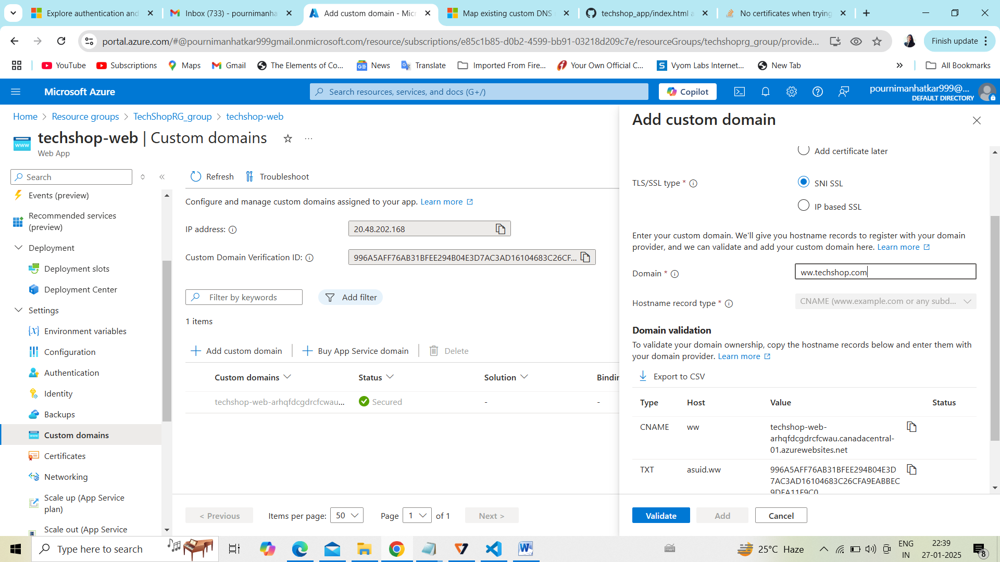 Explore authentication and
Inbox (733) - pournimanha
Add custom domain - Micr
Map existing custom DNS
techshop_app/index.html a
No certificates when trying
portal.azure.com/#@pournimanhatkar999gmail.onmicrosoft.com/resource/subscriptions/e85c1b85-d0b2-4599-bb91-03218d209c7e/resourceGroups/techshoprg_group/provide...
Finish update
YouTube
Subscriptions
Maps
Gmail
The Elements of Co...
News
Translate
Imported From Fire...
Your Own Official C...
Vyom Labs Internet...
New Tab
All Bookmarks
Microsoft Azure
Search resources, services, and docs (G+/)
Copilot
pournimanhatkar999@...
DEFAULT DIRECTORY
Home > Resource groups > TechShopRG_group > techshop-web
techshop-web | Custom domains
Web App
Search
Events (preview)
Recommended services
(preview)
Deployment
Deployment slots
Deployment Center
Settings
Environment variables
Configuration
Authentication
Identity
Backups
Custom domains
Certificates
Networking
Scale up (App Service
plan)
Scale out (App Service
Refresh
Troubleshoot
Configure and manage custom domains assigned to your app. Learn more
IP address:
20.48.202.168
Custom Domain Verification ID:
996A5AFF76AB31BFEE294B04E3D7AC3AD16104683C26CF...
Filter by keywords
Add filter
1 items
Add custom domain
Buy App Service domain
Delete
Custom domains
Status
Solution
Bindin
techshop-web-arhqfdcgdrcfcwau...
Secured
-
-
< Previous
Items per page:
50
Page
1
of 1
Next >
Add custom domain
Add certificate later
TLS/SSL type *
SNI SSL
IP based SSL
Enter your custom domain. We'll give you hostname records to register with your domain
provider, and we can validate and add your custom domain here. Learn more
Domain *
ww.techshop.com
Hostname record type *
CNAME (www.example.com or any subd...
Domain validation
To validate your domain ownership, copy the hostname records below and enter them with
your domain provider. Learn more
Export to CSV
Type
Host
Value
Status
CNAME
ww
techshop-web-
arhqfdcgdrcfcwau.canadacentral-
01.azurewebsites.net
TXT
asuid.ww
996A5AFF76AB31BFEE294B04E3D
7AC3AD16104683C26CFA9EABBEC
9DFA11F9C0
Validate
Add
Cancel
Type here to search
25°C Haze
ENG
IN
22:39
27-01-2025
8